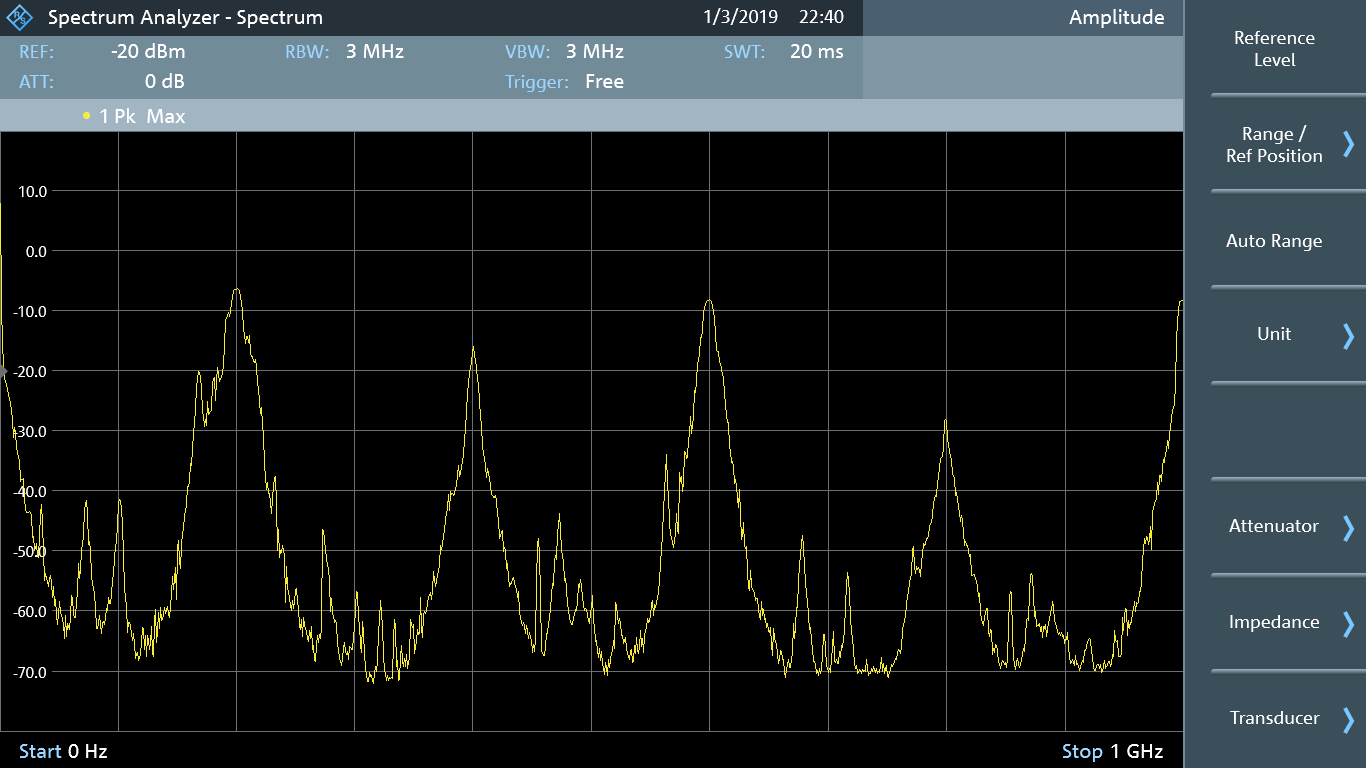 Spectrum Analyzer - Spectrum 1/3/2019 22:40 Amplitude
REF: -20 dBm RBW: 3 MHz VBW: 3 MHz SWT: 20 ms
ATT: 0 dB Trigger: Free
1 Pk Max
10.0
0.0
-10.0
-20.0
-30.0
-40.0
-50.0
-60.0
-70.0
Start 0 Hz Stop 1 GHz
Reference
Level
Range /
Ref Position
Auto Range
Unit
Attenuator
Impedance
Transducer